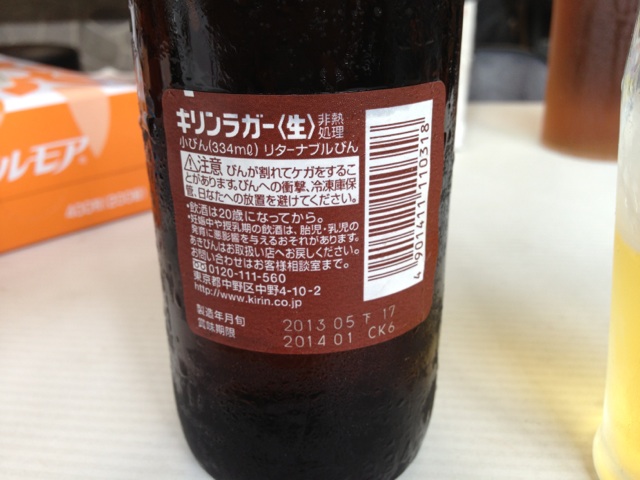 キリンラガー〈生〉非熱処理
小びん(334mℓ) リターナブルびん
⚠注意 びんが割れてケガをするこ
とがあります。びんへの衝撃、冷凍庫保
管、日なたへの放置を避けてください。
・飲酒は20歳になってから。
・妊娠中や授乳期の飲酒は、胎児・乳児の
発育に悪影響を与えるおそれがあります。
あきびんはお取扱い店へお戻しください。
お問い合わせはお客様相談室まで。
0120-111-560
東京都中野区中野4-10-2
http://www.kirin.co.jp
製造年月旬 2013 05 下 17
賞味期限 2014 01 CK6
4 901411 110318
ルモア